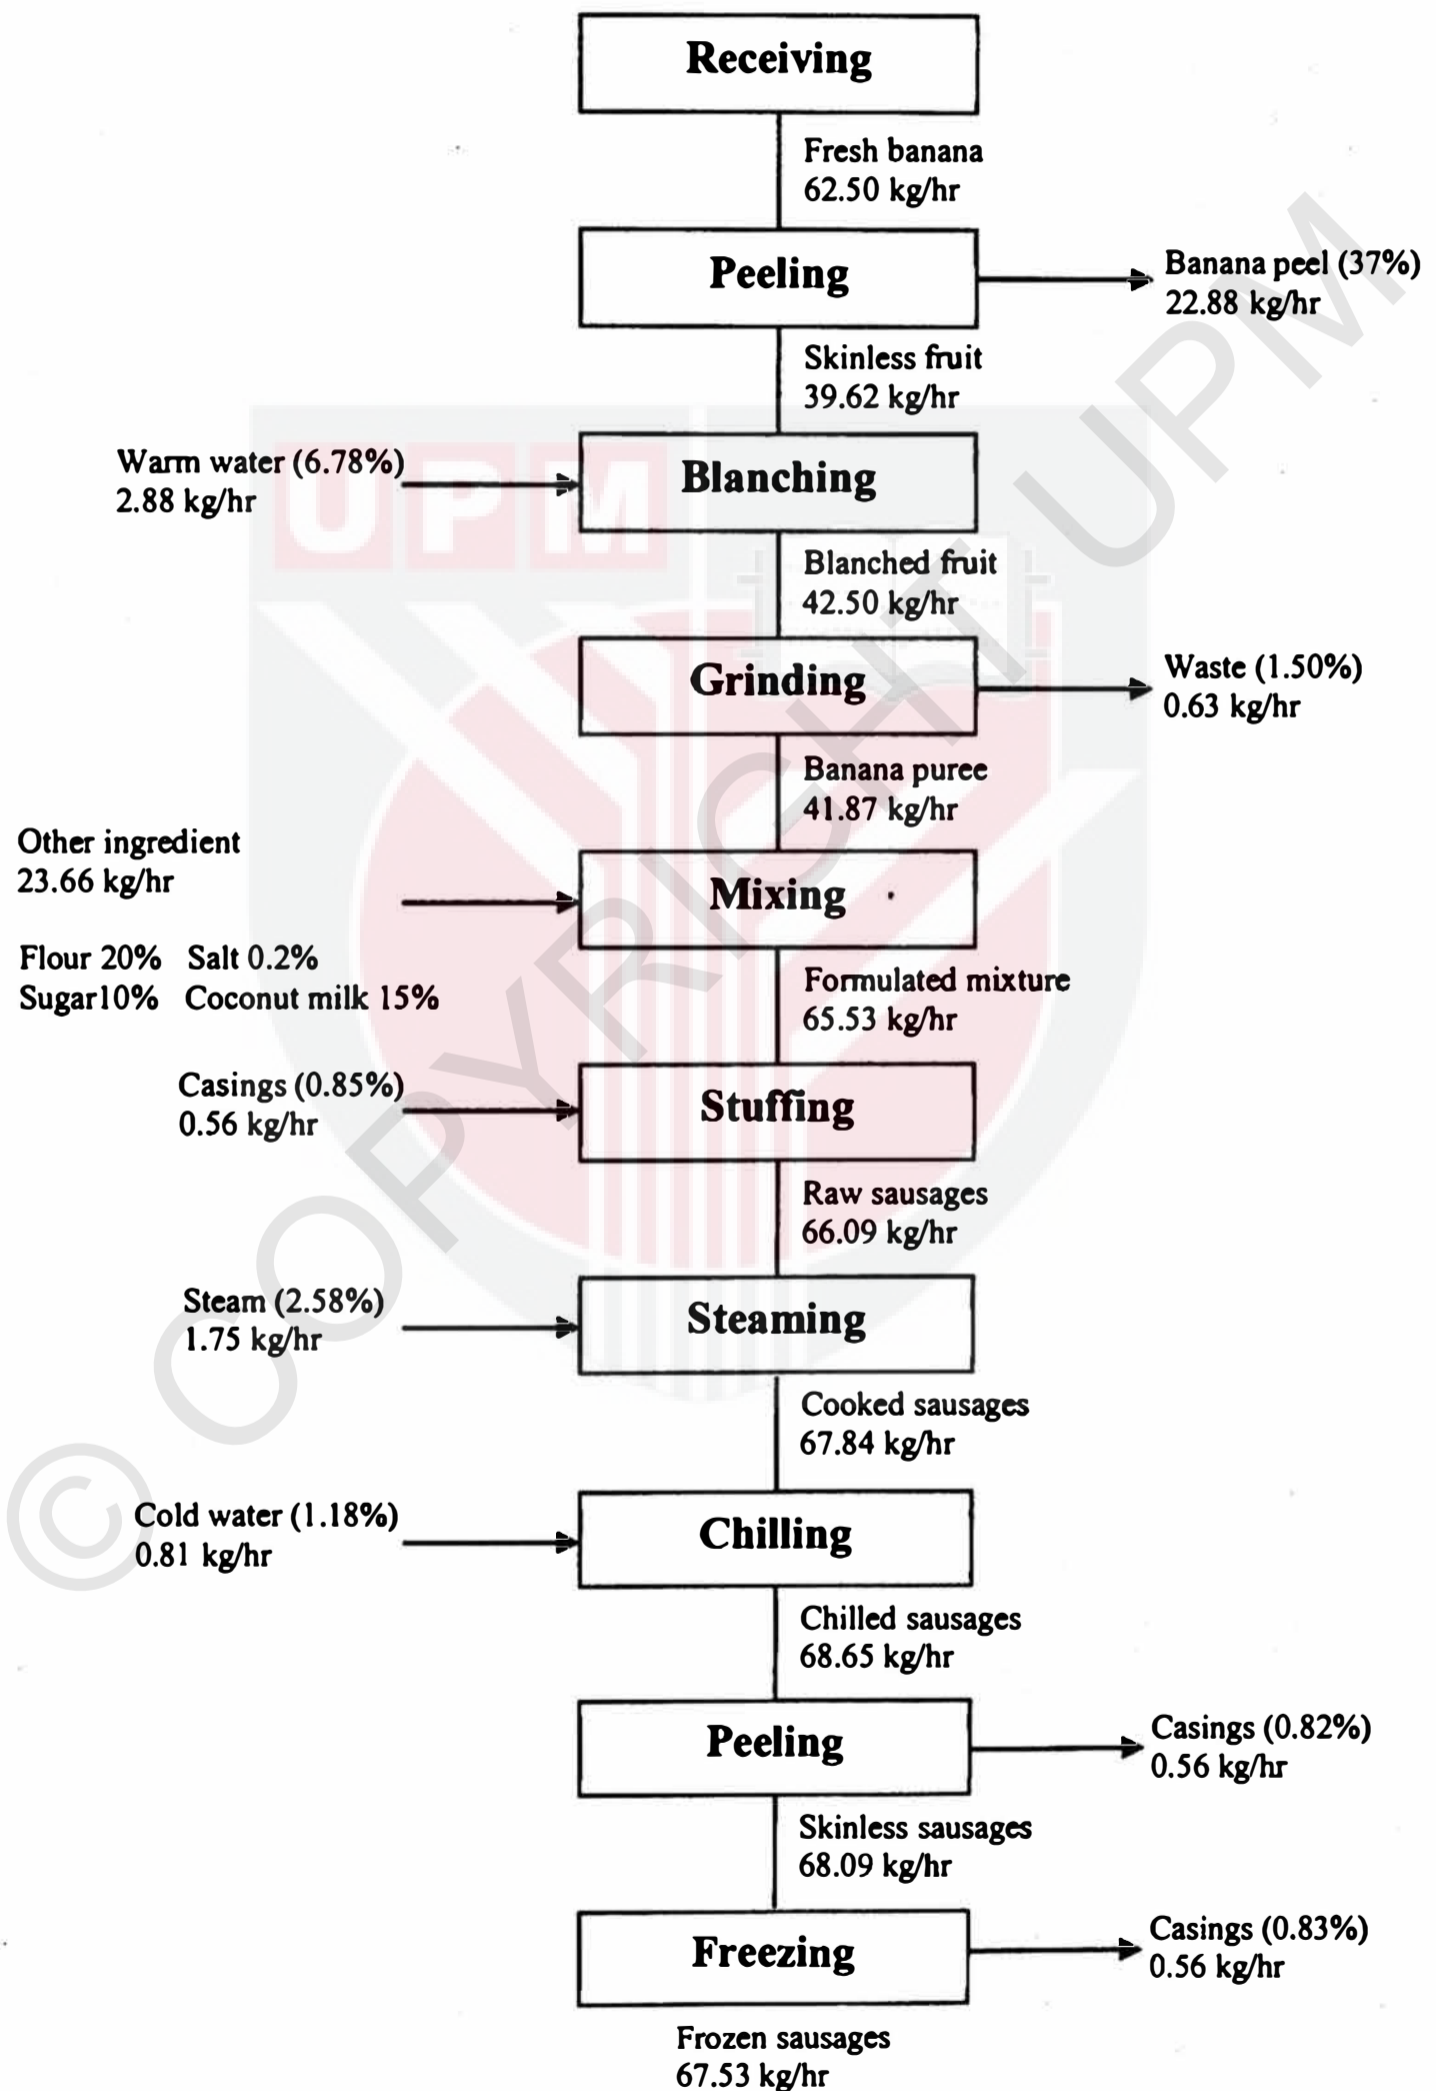 Receiving
Fresh banana
62.50 kg/hr
Peeling
Banana peel (37%)
22.88 kg/hr
Skinless fruit
39.62 kg/hr
Warm water (6.78%)
2.88 kg/hr
Blanching
UPM
Blanched fruit
42.50 kg/hr
Grinding
Waste (1.50%)
0.63 kg/hr
Banana puree
41.87 kg/hr
Other ingredient
23.66 kg/hr
Mixing
Flour 20% Salt 0.2%
Sugar10% Coconut milk 15%
Formulated mixture
65.53 kg/hr
Casings (0.85%)
0.56 kg/hr
Stuffing
Raw sausages
66.09 kg/hr
Steam (2.58%)
1.75 kg/hr
Steaming
Cooked sausages
67.84 kg/hr
Cold water (1.18%)
0.81 kg/hr
Chilling
Chilled sausages
68.65 kg/hr
Peeling
Casings (0.82%)
0.56 kg/hr
Skinless sausages
68.09 kg/hr
Freezing
Casings (0.83%)
0.56 kg/hr
Frozen sausages
67.53 kg/hr
© COPYRIGHT UPM